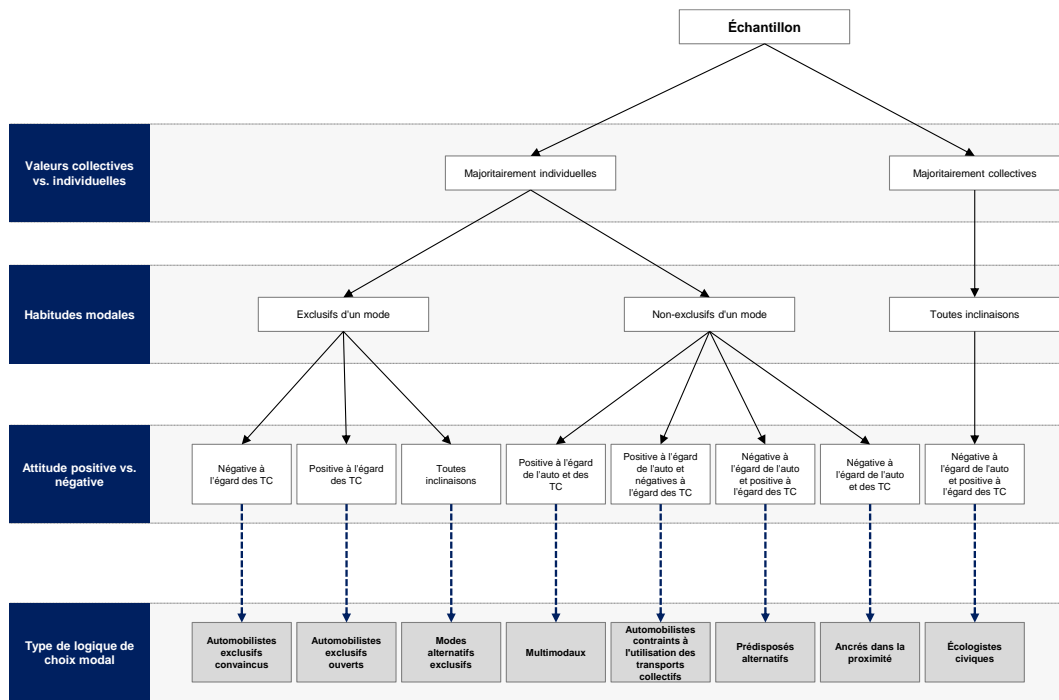 Échantillon
Valeurs collectives
vs. individuelles
Majoritairement individuelles
Majoritairement collectives
Habitudes modales
Exclusifs d'un mode
Non-exclusifs d'un mode
Toutes inclinaisons
Attitude positive vs.
négative
Négative à
l'égard des TC
Positive à l'égard
des TC
Toutes
inclinaisons
Positive à l'égard
de l'auto et des TC
Positive à l'égard
de l'auto et
négatives à
l'égard des TC
Négative à
l'égard de l'auto
et positive à
l'égard des TC
Négative à
l'égard de l'auto
et des TC
Négative à
l'égard de l'auto
et positive à
l'égard des TC
Type de logique de
choix modal
Automobilistes
exclusifs
convaincus
Automobilistes
exclusifs
ouverts
Modes
alternatifs
exclusifs
Multimodaux
Automobilistes
contraints à
l'utilisation des
transports
collectifs
Prédisposés
alternatifs
Ancrés dans la
proximité
Écologistes
civiques